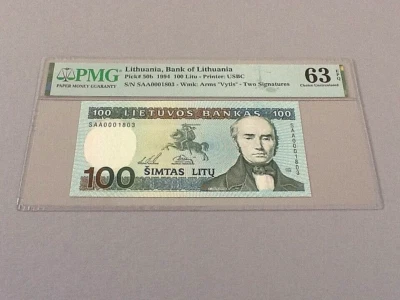 PMG
PAPER MONEY GUARANTY
Lithuania, Bank of Lithuania
Pick# 50b 1994 100 Litu - Printer: USBC
S/N SAA0001803 - Wmk: Arms "Vytis" - Two Signatures
63 EPQ
Choice Uncirculated
100 LIETUVOS BANKAS 100
SAA0001803
SAA0001803
100 ŠIMTAS LITŲ